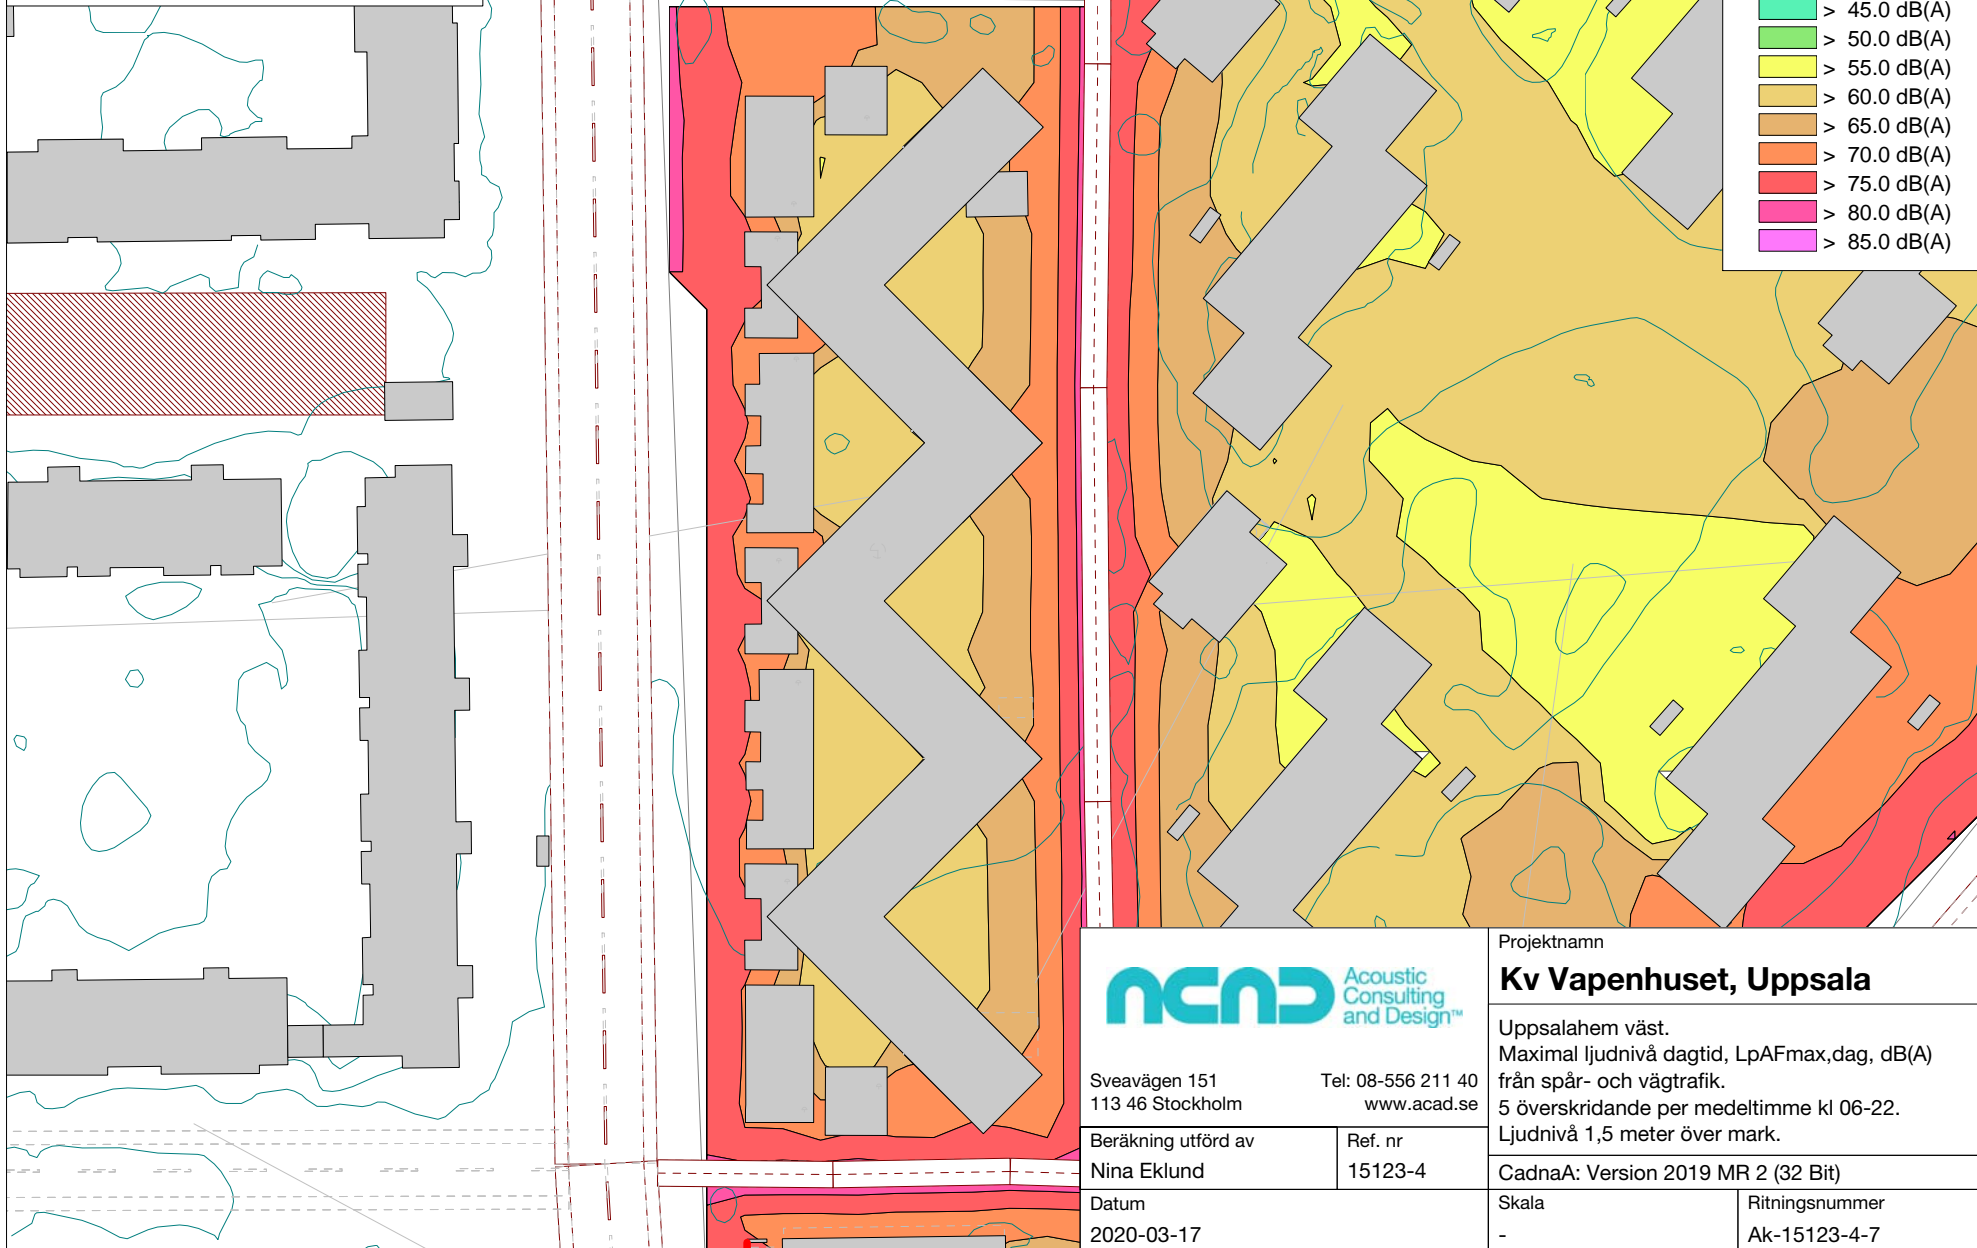 > 45.0 dB(A)
> 50.0 dB(A)
> 55.0 dB(A)
> 60.0 dB(A)
> 65.0 dB(A)
> 70.0 dB(A)
> 75.0 dB(A)
> 80.0 dB(A)
> 85.0 dB(A)
ACAD
Acoustic
Consulting
and Design™
Sveavägen 151
113 46 Stockholm
Tel: 08-556 211 40
www.acad.se
Beräkning utförd av
Nina Eklund
Ref. nr
15123-4
Datum
2020-03-17
Projektnamn
Kv Vapenhuset, Uppsala
Uppsalahem väst.
Maximal ljudnivå dagtid, LpAFmax,dag, dB(A)
från spår- och vägtrafik.
5 överskridande per medeltimme kl 06-22.
Ljudnivå 1,5 meter över mark.
CadnaA: Version 2019 MR 2 (32 Bit)
Skala
-
Ritningsnummer
Ak-15123-4-7